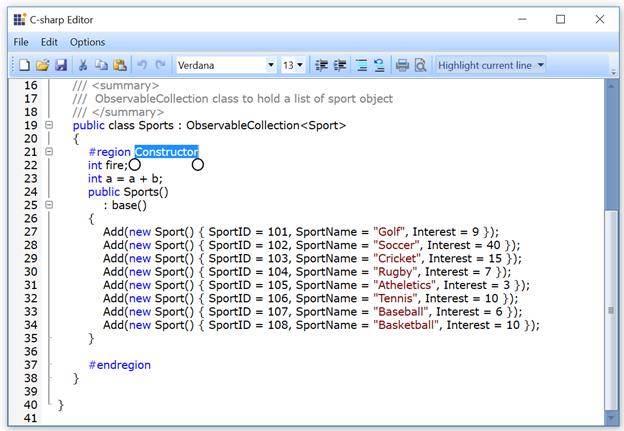 C-sharp Editor
File Edit Options
Verdana 13 Highlight current line
16 /// <summary>
17 /// ObservableCollection class to hold a list of sport object
18 /// </summary>
19 public class Sports : ObservableCollection<Sport>
20 {
21 #region Constructor
22 int fire;
23 int a = a + b;
24 public Sports()
25 : base()
26 {
27 Add(new Sport() { SportID = 101, SportName = "Golf", Interest = 9 });
28 Add(new Sport() { SportID = 102, SportName = "Soccer", Interest = 40 });
29 Add(new Sport() { SportID = 103, SportName = "Cricket", Interest = 15 });
30 Add(new Sport() { SportID = 104, SportName = "Rugby", Interest = 7 });
31 Add(new Sport() { SportID = 105, SportName = "Atheletics", Interest = 3 });
32 Add(new Sport() { SportID = 106, SportName = "Tennis", Interest = 10 });
33 Add(new Sport() { SportID = 107, SportName = "Baseball", Interest = 6 });
34 Add(new Sport() { SportID = 108, SportName = "Basketball", Interest = 10 });
35 }
36
37 #endregion
38 }
39
40 }
41